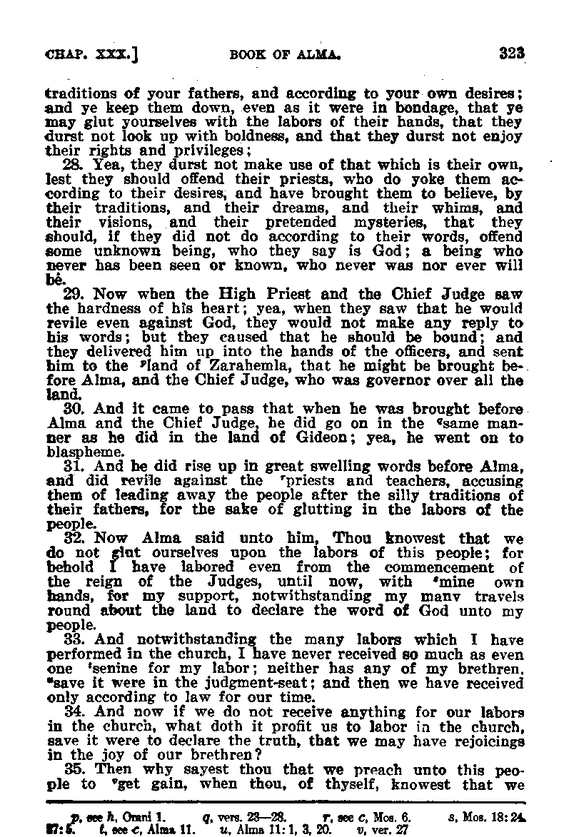 CHAP. XXX.] BOOK OF ALMA. 323
traditions of your fathers, and according to your own desires;
and ye keep them down, even as it were in bondage, that ye
may glut yourselves with the labors of their hands, that they
durst not look up with boldness, and that they durst not enjoy
their rights and privileges;
28. Yea, they durst not make use of that which is their own,
lest they should offend their priests, who do yoke them ac-
cording to their desires, and have brought them to believe, by
their traditions, and their dreams, and their whims, and
their visions, and their pretended mysteries, that they
should, if they did not do according to their words, offend
some unknown being, who they say is God; a being who
never has been seen or known, who never was nor ever will
be.
29. Now when the High Priest and the Chief Judge saw
the hardness of his heart; yea, when they saw that he would
revile even against God, they would not make any reply to
his words; but they caused that he should be bound; and
they delivered him up into the hands of the officers, and sent
him to the ᵖland of Zarahemla, that he might be brought be-
fore Alma, and the Chief Judge, who was governor over all the
land.
30. And it came to pass that when he was brought before
Alma and the Chief Judge, he did go on in the ᑫsame man-
ner as he did in the land of Gideon; yea, he went on to
blaspheme.
31. And he did rise up in great swelling words before Alma,
and did revile against the ʳpriests and teachers, accusing
them of leading away the people after the silly traditions of
their fathers, for the sake of glutting in the labors of the
people.
32. Now Alma said unto him, Thou knowest that we
do not glut ourselves upon the labors of this people; for
behold I have labored even from the commencement of
the reign of the Judges, until now, with ˢmine own
hands, for my support, notwithstanding my many travels
round about the land to declare the word of God unto my
people.
33. And notwithstanding the many labors which I have
performed in the church, I have never received so much as even
one ᵗsenine for my labor; neither has any of my brethren,
ᵘsave it were in the judgment-seat; and then we have received
only according to law for our time.
34. And now if we do not receive anything for our labors
in the church, what doth it profit us to labor in the church,
save it were to declare the truth, that we may have rejoicings
in the joy of our brethren?
35. Then why sayest thou that we preach unto this peo-
ple to ᵛget gain, when thou, of thyself, knowest that we
p, see h, Omni 1. q, vers. 23—28. r, see c, Mos. 6. s, Mos. 18: 24.
27: 5. t, see c, Alma 11. u, Alma 11: 1, 3, 20. v, ver. 27